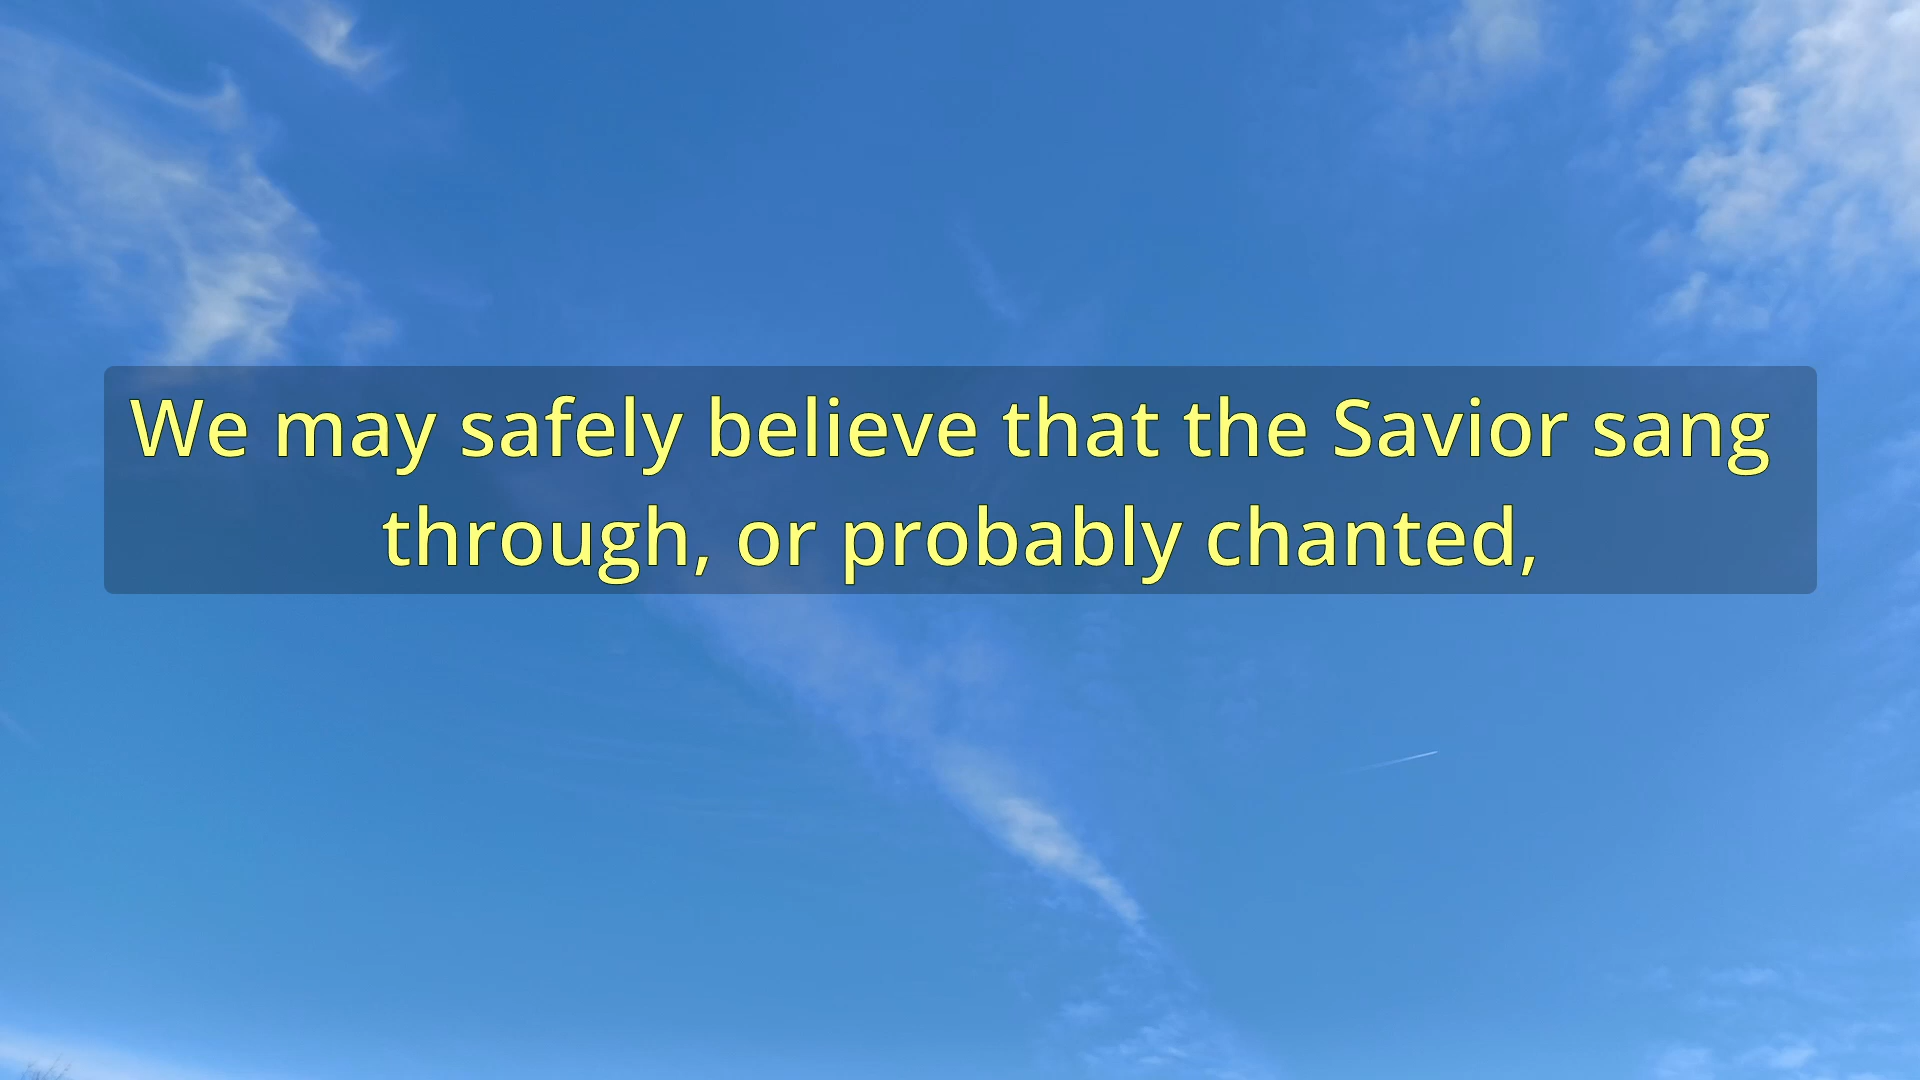 We may safely believe that the Savior sang
through, or probably chanted,